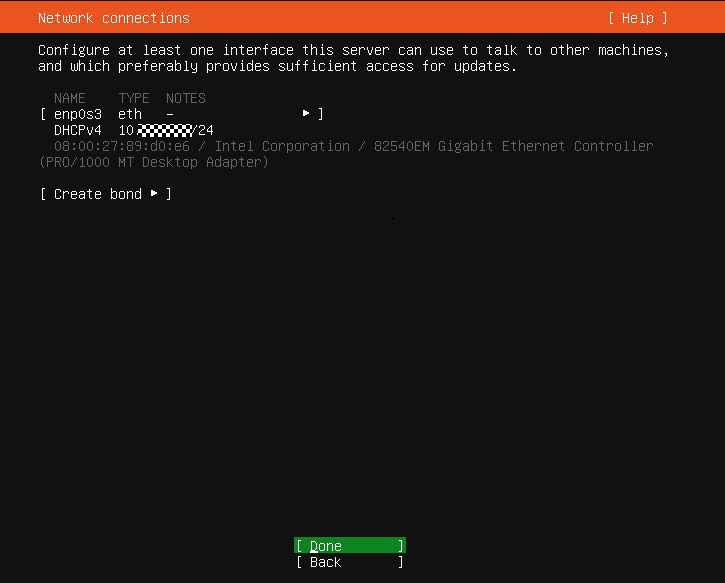 Network connections [ Help ]
Configure at least one interface this server can use to talk to other machines,
and which preferably provides sufficient access for updates.
NAME TYPE NOTES
[ enp0s3 eth – ▸ ]
DHCPv4 10. /24
08:00:27:89:d0:e6 / Intel Corporation / 82540EM Gigabit Ethernet Controller
(PRO/1000 MT Desktop Adapter)
[ Create bond ▸ ]
[ Done ]
[ Back ]